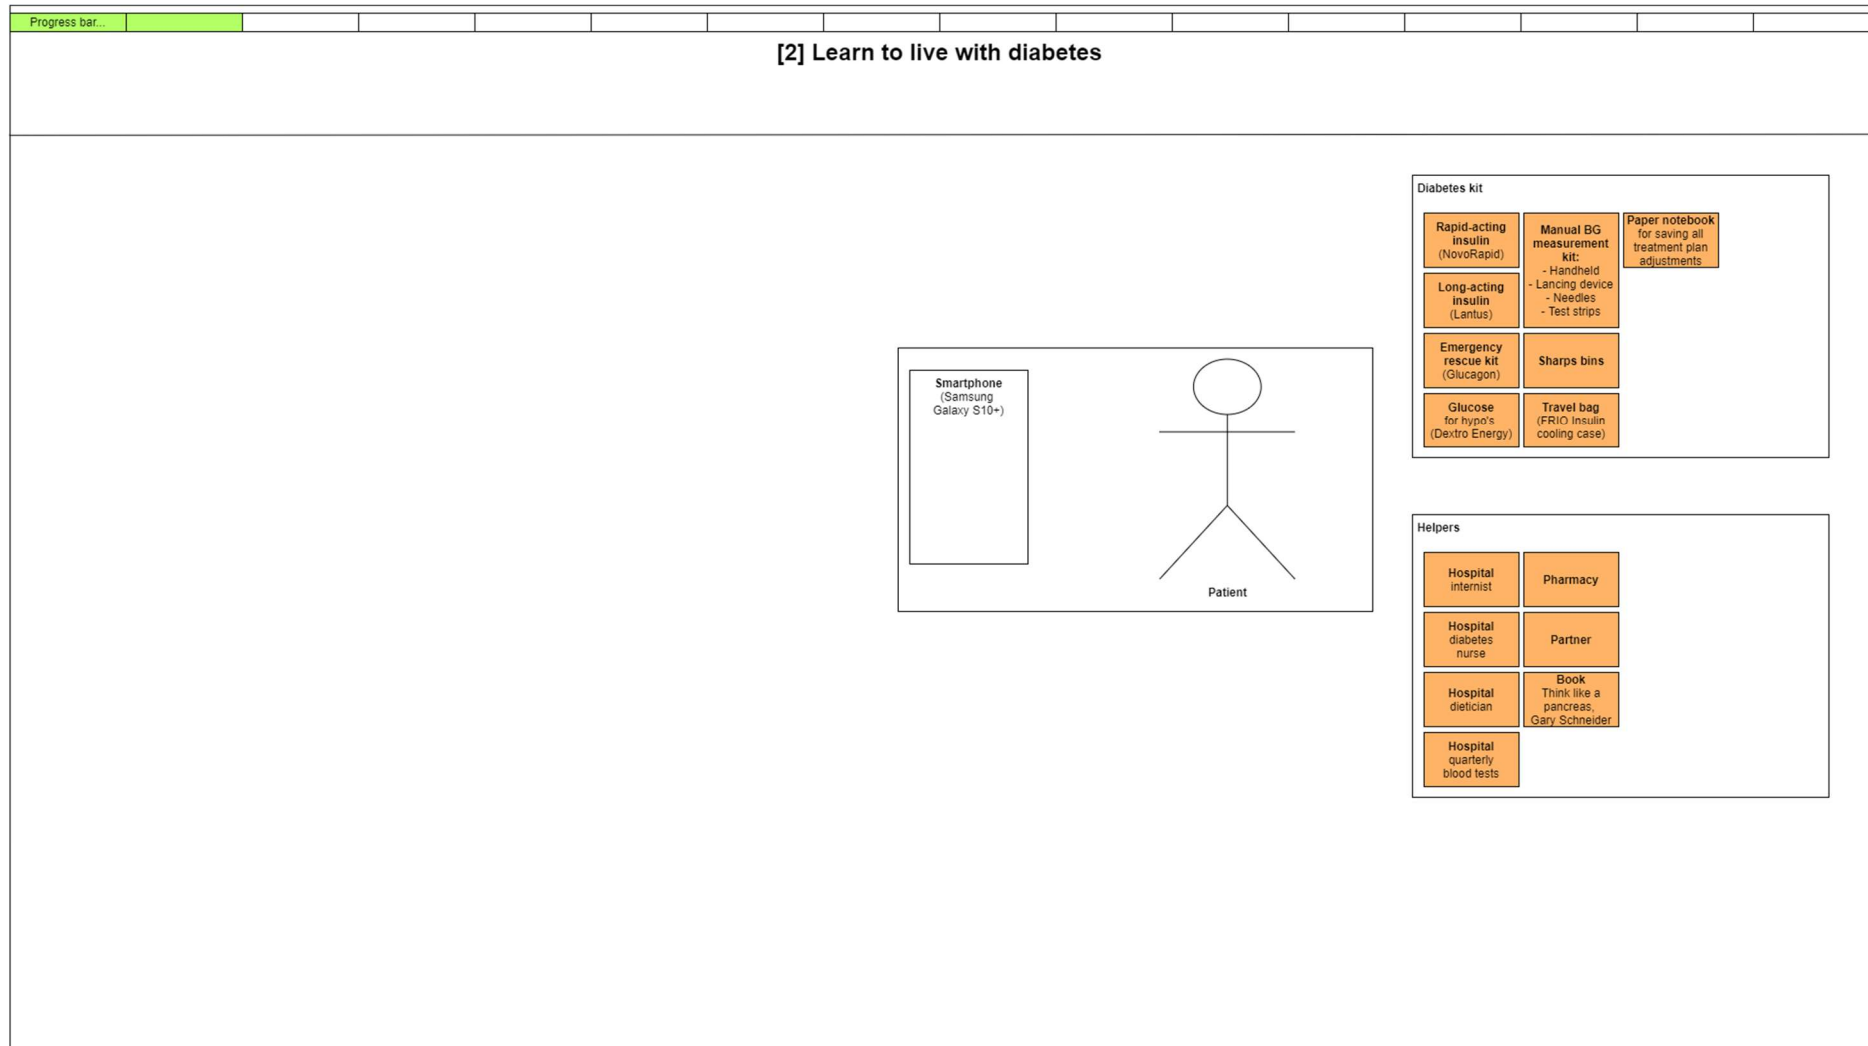 Progress bar...
[2] Learn to live with diabetes
Diabetes kit
Rapid-acting
insulin
(NovoRapid)
Long-acting
insulin
(Lantus)
Emergency
rescue kit
(Glucagon)
Glucose
for hypo's
(Dextro Energy)
Manual BG
measurement
kit:
- Handheld
- Lancing device
- Needles
- Test strips
Sharps bins
Travel bag
(FRIO Insulin
cooling case)
Paper notebook
for saving all
treatment plan
adjustments
Smartphone
(Samsung
Galaxy S10+)
Patient
Helpers
Hospital
internist
Hospital
diabetes
nurse
Hospital
dietician
Hospital
quarterly
blood tests
Pharmacy
Partner
Book
Think like a
pancreas,
Gary Schneider